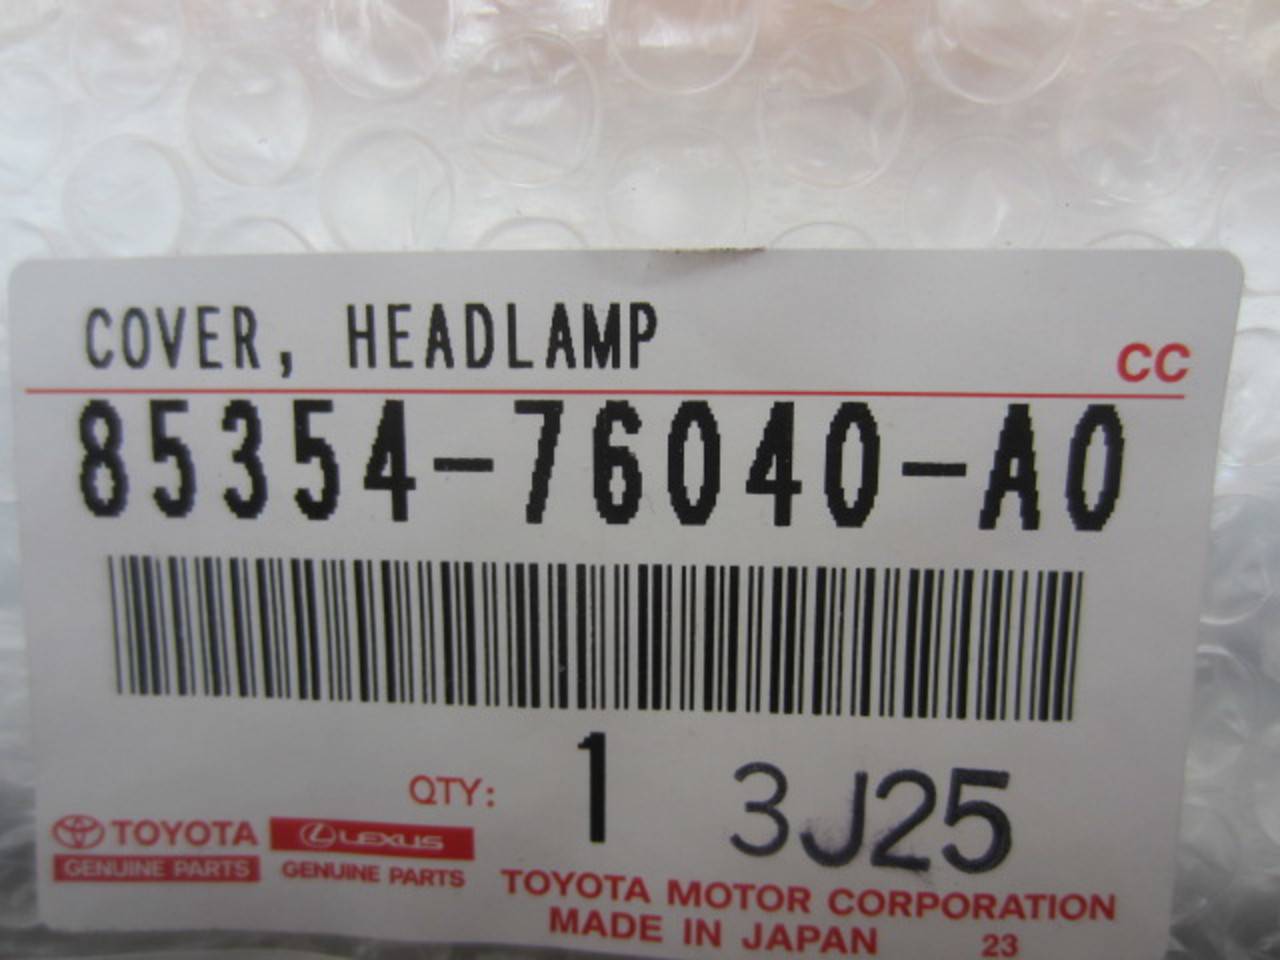 COVER, HEADLAMP
CC
85354-76040-A0
QTY: 1 3J25
TOYOTA LEXUS
GENUINE PARTS GENUINE PARTS
TOYOTA MOTOR CORPORATION
MADE IN JAPAN 23